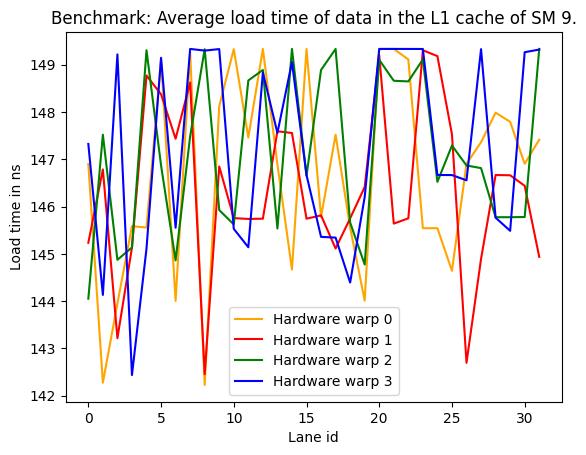 Benchmark: Average load time of data in the L1 cache of SM 9.
Load time in ns
149
148
147
146
145
144
143
142
Hardware warp 0
Hardware warp 1
Hardware warp 2
Hardware warp 3
0 5 10 15 20 25 30
Lane id